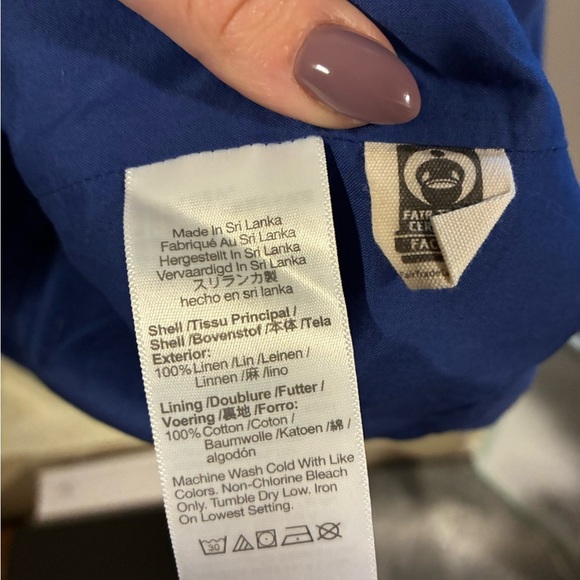 Made In Sri Lanka
Fabriqué Au Sri Lanka
Hergestellt In Sri Lanka
Vervaardigd In Sri Lanka
スリランカ製
hecho en sri lanka
Shell /Tissu Principal /
Shell /Bovenstof /本体 /Tela
Exterior:
100% Linen /Lin /Leinen /
Linnen /麻 /lino
Lining /Doublure /Futter /
Voering /裏地 /Forro:
100% Cotton /Coton /
Baumwolle /Katoen /綿 /
algodón
Machine Wash Cold With Like
Colors. Non-Chlorine Bleach
Only. Tumble Dry Low. Iron
On Lowest Setting.
30
FAIR
CER
FAC